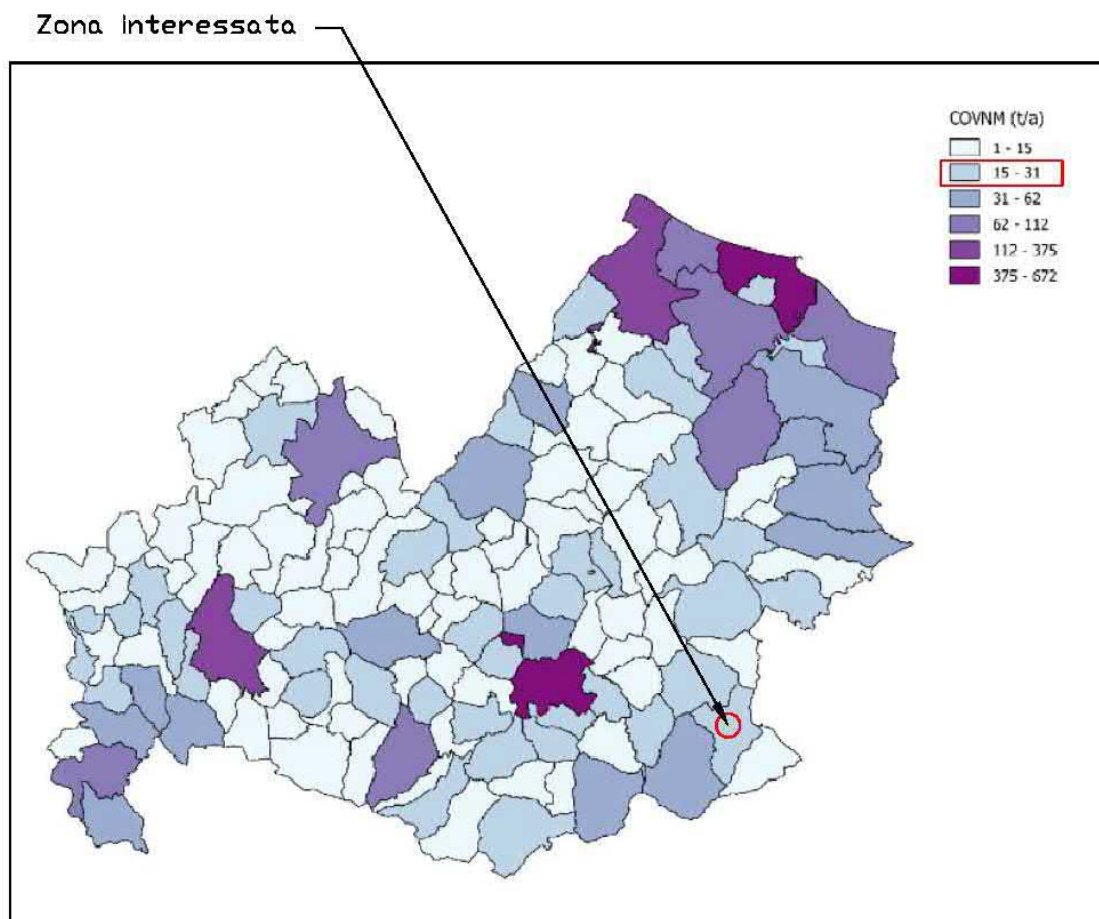 Zona interessata
COVNM (t/a)
1 - 15
15 - 31
31 - 62
62 - 112
112 - 375
375 - 672